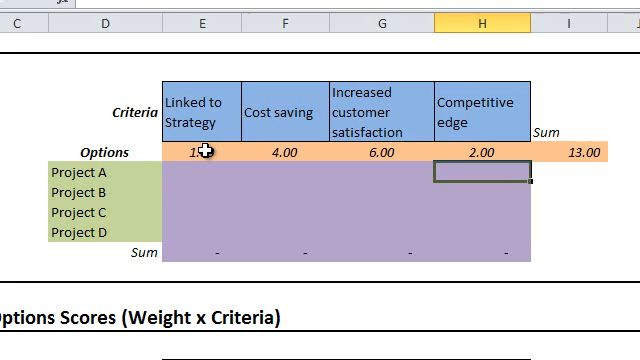 C D E F G H I
Criteria Linked to Strategy Cost saving Increased customer satisfaction Competitive edge Sum
Options 1. 4.00 6.00 2.00 13.00
Project A
Project B
Project C
Project D
Sum - - - -
ptions Scores (Weight x Criteria)